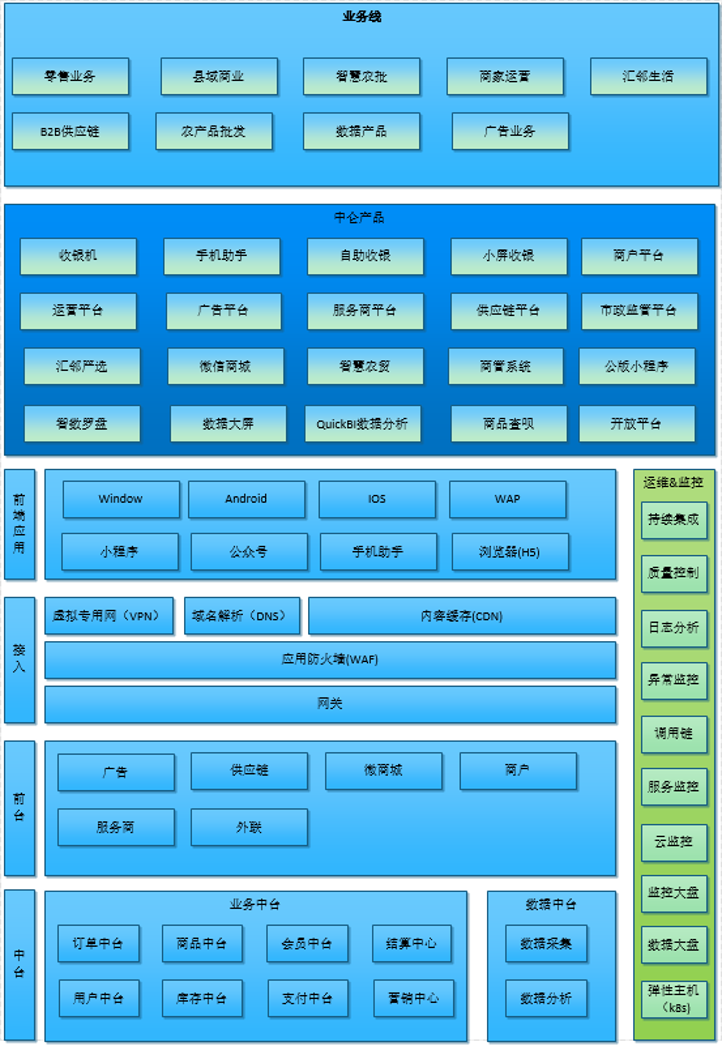 业务线
零售业务
县域商业
智慧农批
商家运营
汇邻生活
B2B供应链
农产品批发
数据产品
广告业务
中仑产品
收银机
手机助手
自助收银
小屏收银
商户平台
运营平台
广告平台
服务商平台
供应链平台
市政监管平台
汇邻严选
微信商城
智慧农贸
商管系统
公版小程序
智数罗盘
数据大屏
QuickBI数据分析
商品查呗
开放平台
前端应用
Window
Android
IOS
WAP
小程序
公众号
手机助手
浏览器(H5)
接入
虚拟专用网（VPN）
域名解析（DNS）
内容缓存(CDN)
应用防火墙(WAF)
网关
前台
广告
供应链
微商城
商户
服务商
外联
中台
业务中台
订单中台
商品中台
会员中台
结算中心
用户中台
库存中台
支付中台
营销中心
数据中台
数据采集
数据分析
运维&监控
持续集成
质量控制
日志分析
异常监控
调用链
服务监控
云监控
监控大盘
数据大盘
弹性主机
（k8s)